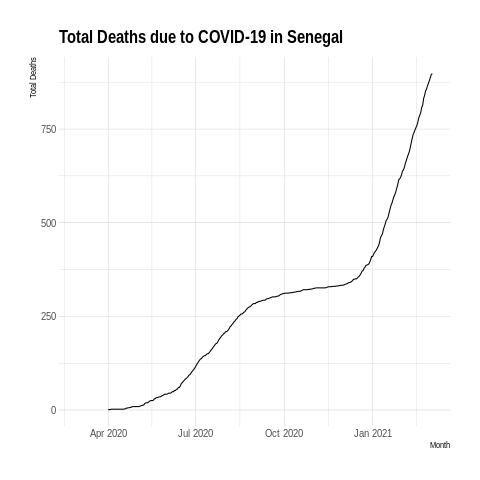 Total Deaths due to COVID-19 in Senegal
Total Deaths
750
500
250
0
Apr 2020 Jul 2020 Oct 2020 Jan 2021
Month